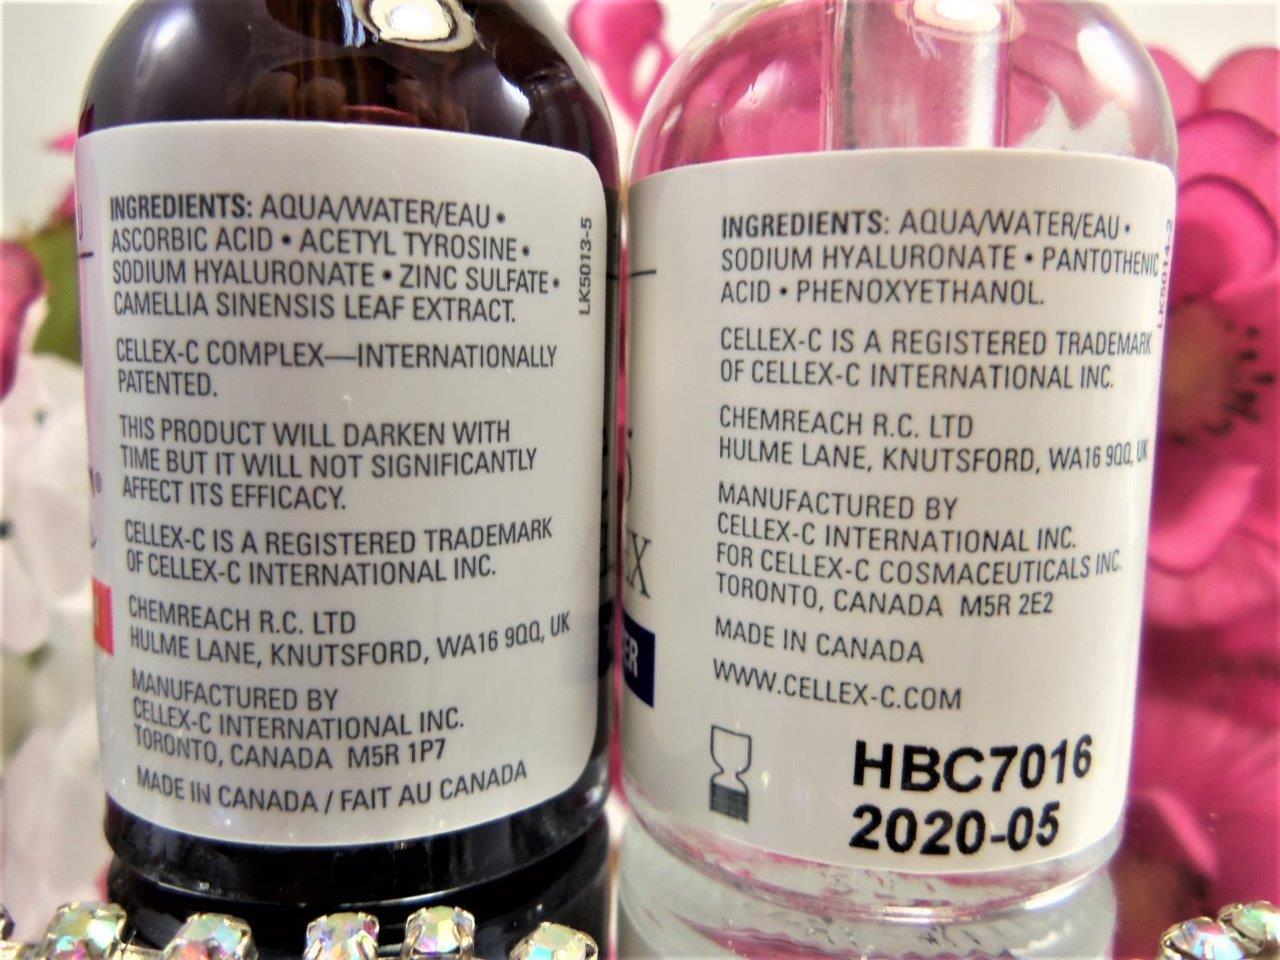 INGREDIENTS: AQUA/WATER/EAU •
ASCORBIC ACID • ACETYL TYROSINE •
SODIUM HYALURONATE • ZINC SULFATE •
CAMELLIA SINENSIS LEAF EXTRACT.
CELLEX-C COMPLEX—INTERNATIONALLY
PATENTED.
THIS PRODUCT WILL DARKEN WITH
TIME BUT IT WILL NOT SIGNIFICANTLY
AFFECT ITS EFFICACY.
CELLEX-C IS A REGISTERED TRADEMARK
OF CELLEX-C INTERNATIONAL INC.
CHEMREACH R.C. LTD
HULME LANE, KNUTSFORD, WA16 9QQ, UK
MANUFACTURED BY
CELLEX-C INTERNATIONAL INC.
TORONTO, CANADA M5R 1P7
MADE IN CANADA / FAIT AU CANADA
LK5013-5
INGREDIENTS: AQUA/WATER/EAU •
SODIUM HYALURONATE • PANTOTHENIC
ACID • PHENOXYETHANOL.
CELLEX-C IS A REGISTERED TRADEMARK
OF CELLEX-C INTERNATIONAL INC.
CHEMREACH R.C. LTD
HULME LANE, KNUTSFORD, WA16 9QQ, UK
MANUFACTURED BY
CELLEX-C INTERNATIONAL INC.
FOR CELLEX-C COSMACEUTICALS INC.
TORONTO, CANADA M5R 2E2
MADE IN CANADA
WWW.CELLEX-C.COM
HBC7016
2020-05
LK5014-2